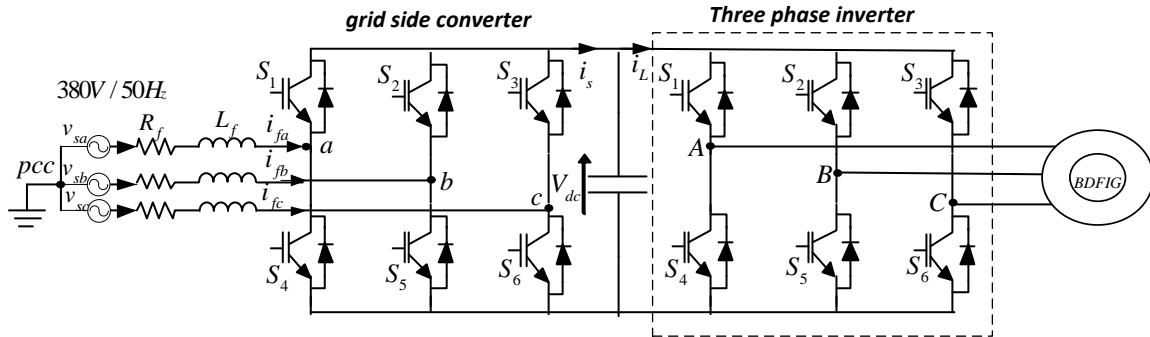 grid side converter
Three phase inverter
380V / 50Hz
pcc
vsa
vsb
vsc
Rf
Lf
ifa
ifb
ifc
a
b
c
S1
S2
S3
S4
S5
S6
is
iL
Vdc
S1
S2
S3
S4
S5
S6
A
B
C
BDFIG